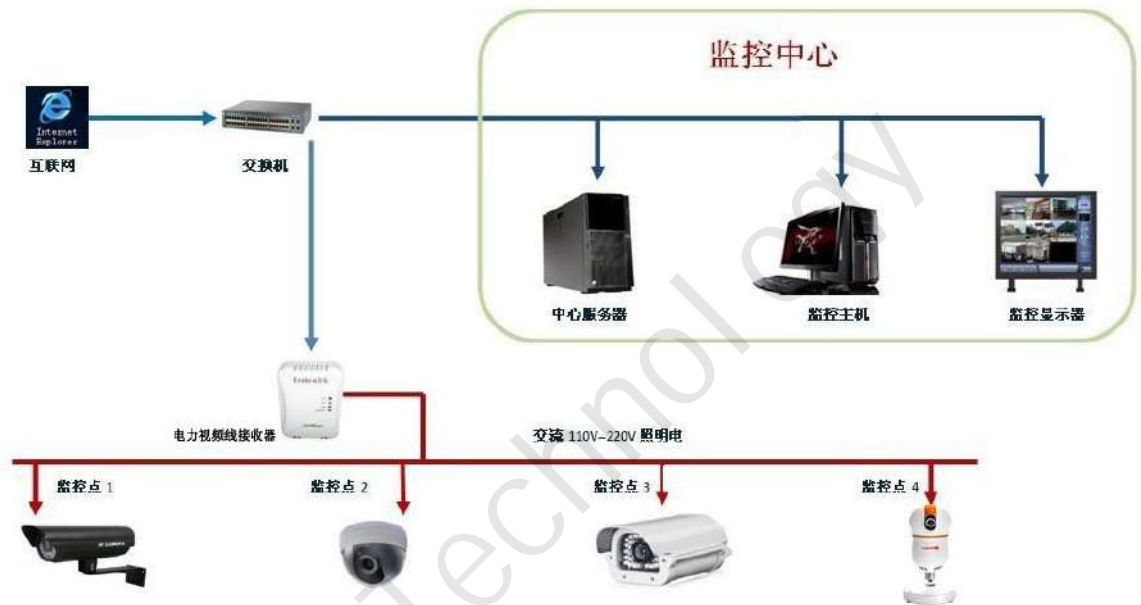 监控中心
Internet
Explorer
互联网
交换机
中心服务器
监控主机
监控显示器
电力视频线接收器
交流 110V–220V 照明电
监控点 1
监控点 2
监控点 3
监控点 4
IP CAMERA
Technology